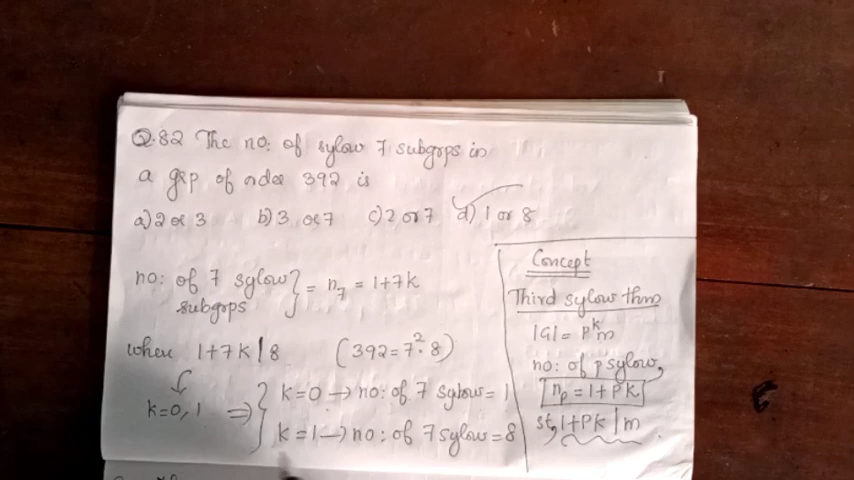 Q.82 The no: of sylow 7 subgrps in
a grp of order 392 is
a) 2 or 3 b) 3 or 7 c) 2 or 7 d) 1 or 8
no: of 7 sylow subgrps } = n₇ = 1+7k
when 1+7k | 8 (392 = 7².8)
k=0,1 ⇒ { k=0 → no: of 7 sylow = 1
k=1 → no: of 7 sylow = 8
Concept
Third sylow thm
|G| = p^k m
no: of p sylow,
n_p = 1+pk
st, 1+pk | m